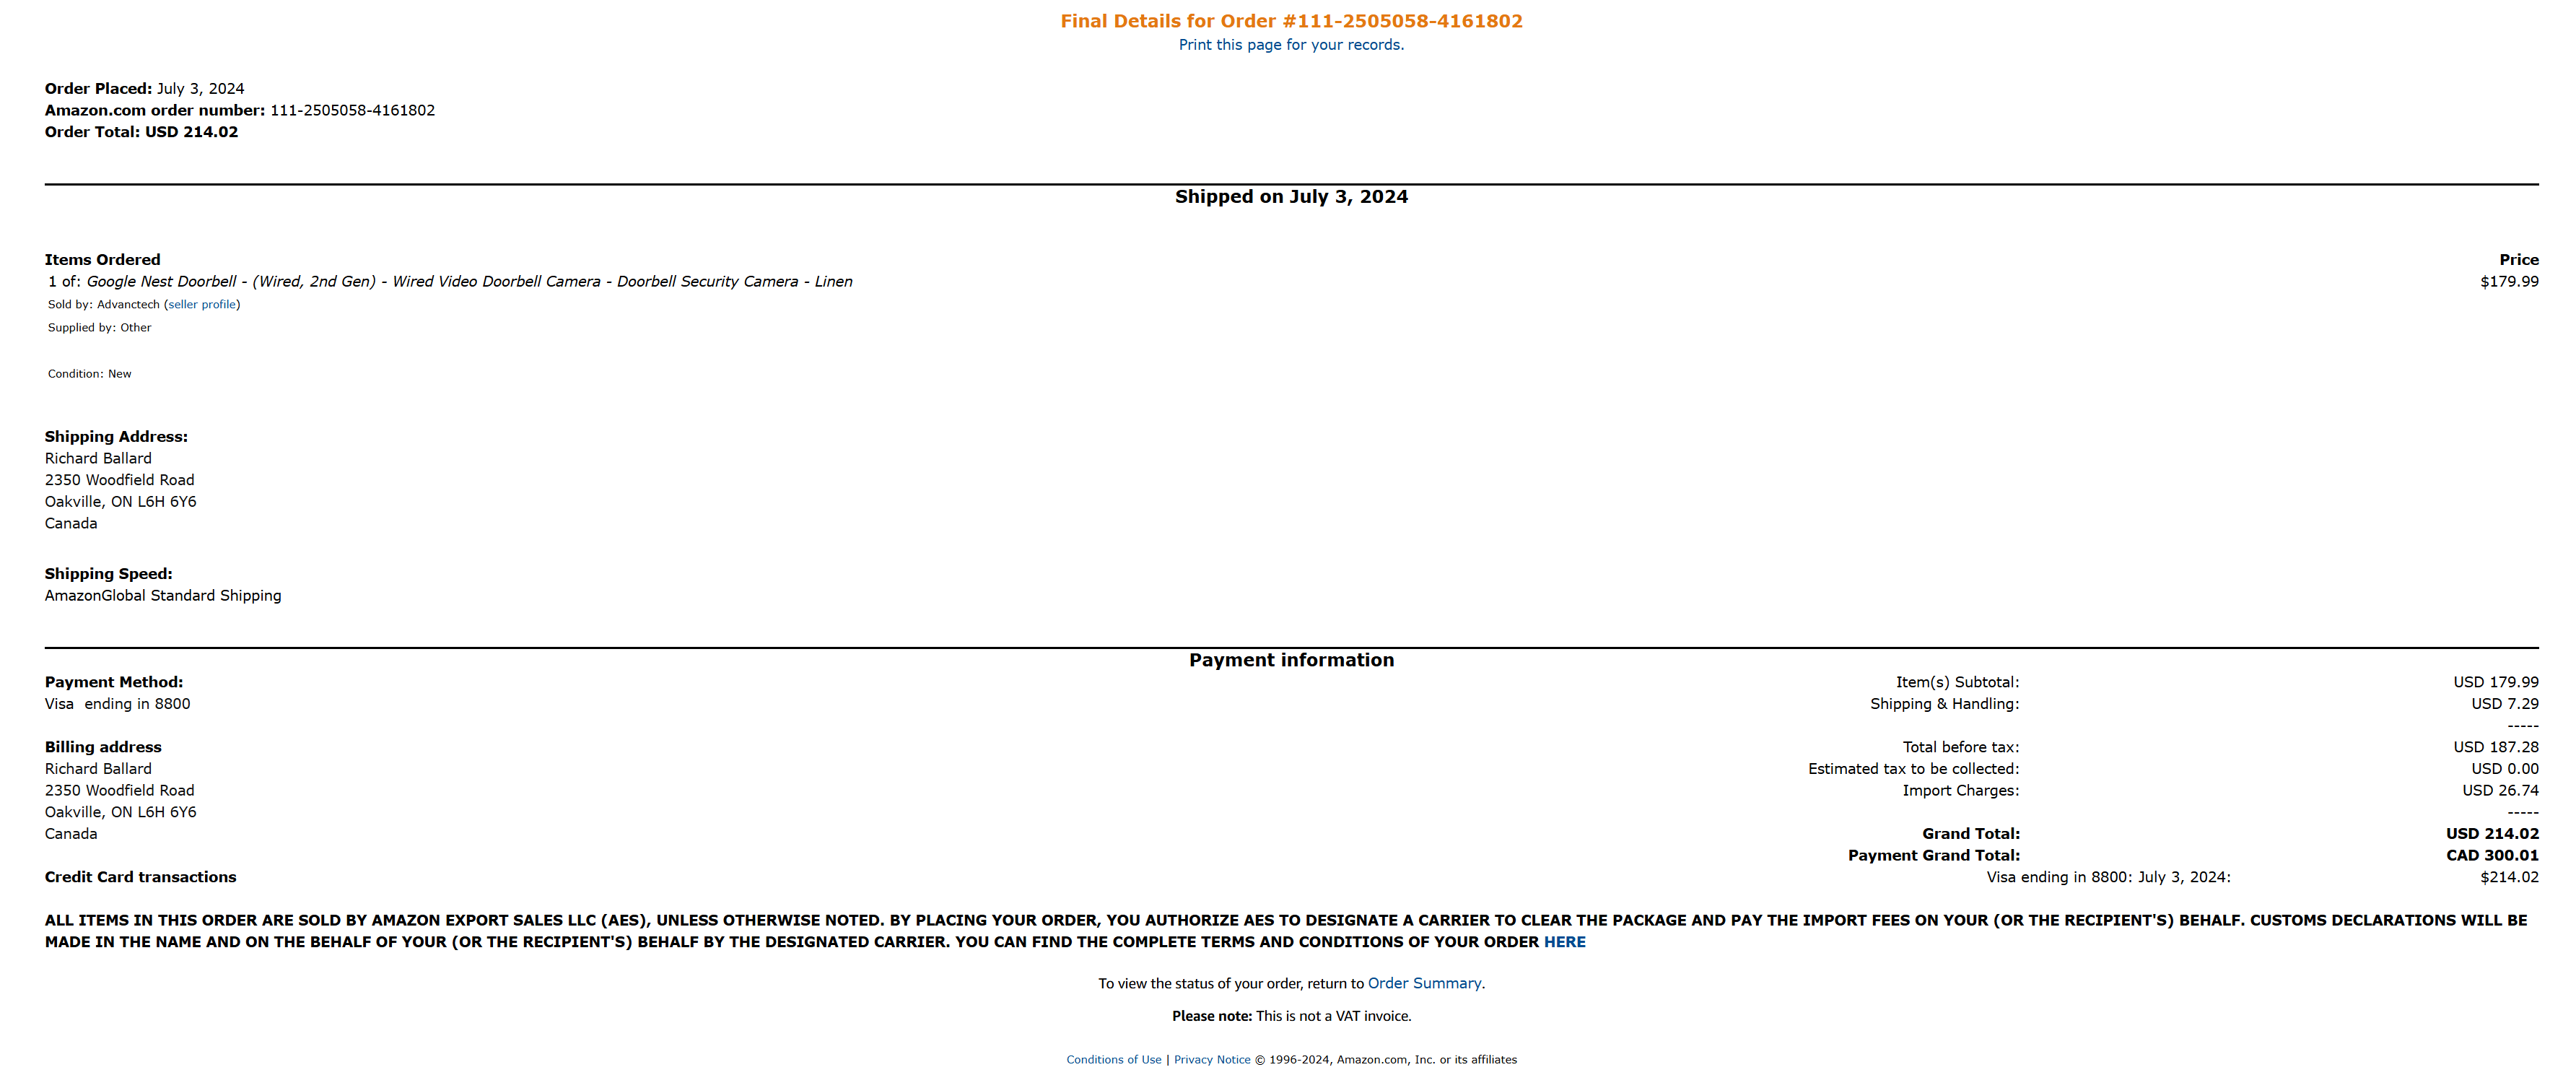 Final Details for Order #111-2505058-4161802
Print this page for your records.
Order Placed: July 3, 2024
Amazon.com order number: 111-2505058-4161802
Order Total: USD 214.02
Shipped on July 3, 2024
Items Ordered Price
1 of: Google Nest Doorbell - (Wired, 2nd Gen) - Wired Video Doorbell Camera - Doorbell Security Camera - Linen $179.99
Sold by: Advanctech (seller profile)
Supplied by: Other
Condition: New
Shipping Address:
Richard Ballard
2350 Woodfield Road
Oakville, ON L6H 6Y6
Canada
Shipping Speed:
AmazonGlobal Standard Shipping
Payment information
Payment Method:
Visa ending in 8800
Billing address
Richard Ballard
2350 Woodfield Road
Oakville, ON L6H 6Y6
Canada
Item(s) Subtotal: USD 179.99
Shipping & Handling: USD 7.29
-----
Total before tax: USD 187.28
Estimated tax to be collected: USD 0.00
Import Charges: USD 26.74
-----
Grand Total: USD 214.02
Payment Grand Total: CAD 300.01
Credit Card transactions Visa ending in 8800: July 3, 2024: $214.02
ALL ITEMS IN THIS ORDER ARE SOLD BY AMAZON EXPORT SALES LLC (AES), UNLESS OTHERWISE NOTED. BY PLACING YOUR ORDER, YOU AUTHORIZE AES TO DESIGNATE A CARRIER TO CLEAR THE PACKAGE AND PAY THE IMPORT FEES ON YOUR (OR THE RECIPIENT'S) BEHALF. CUSTOMS DECLARATIONS WILL BE
MADE IN THE NAME AND ON THE BEHALF OF YOUR (OR THE RECIPIENT'S) BEHALF BY THE DESIGNATED CARRIER. YOU CAN FIND THE COMPLETE TERMS AND CONDITIONS OF YOUR ORDER HERE
To view the status of your order, return to Order Summary.
Please note: This is not a VAT invoice.
Conditions of Use | Privacy Notice © 1996-2024, Amazon.com, Inc. or its affiliates